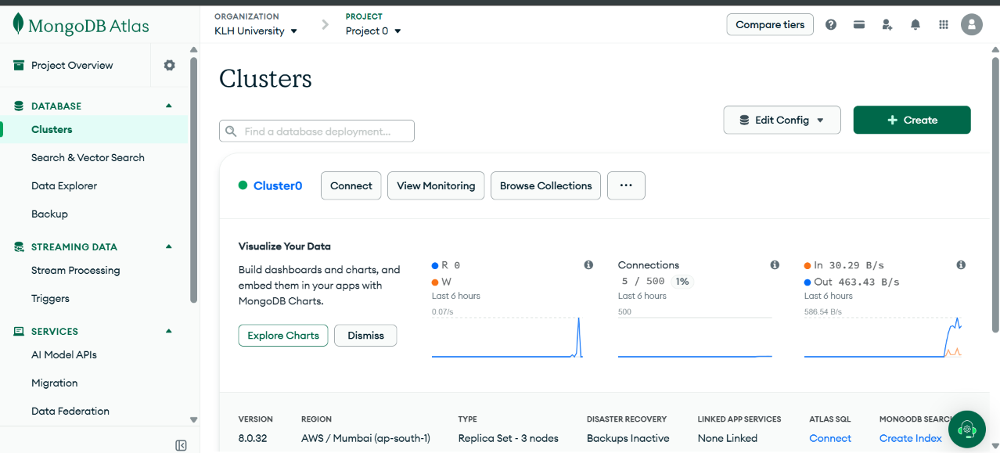 MongoDB Atlas
ORGANIZATION
KLH University
PROJECT
Project 0
Compare tiers
Project Overview
DATABASE
Clusters
Search & Vector Search
Data Explorer
Backup
STREAMING DATA
Stream Processing
Triggers
SERVICES
AI Model APIs
Migration
Data Federation
Clusters
Find a database deployment...
Edit Config
+ Create
Cluster0
Connect
View Monitoring
Browse Collections
...
Visualize Your Data
Build dashboards and charts, and
embed them in your apps with
MongoDB Charts.
Explore Charts
Dismiss
R 0
W
Last 6 hours
0.07/s
Connections
5 / 500 1%
Last 6 hours
500
In 30.29 B/s
Out 463.43 B/s
Last 6 hours
586.54 B/s
VERSION REGION TYPE DISASTER RECOVERY LINKED APP SERVICES ATLAS SQL MONGODB SEARCH
8.0.32 AWS / Mumbai (ap-south-1) Replica Set - 3 nodes Backups Inactive None Linked Connect Create Index